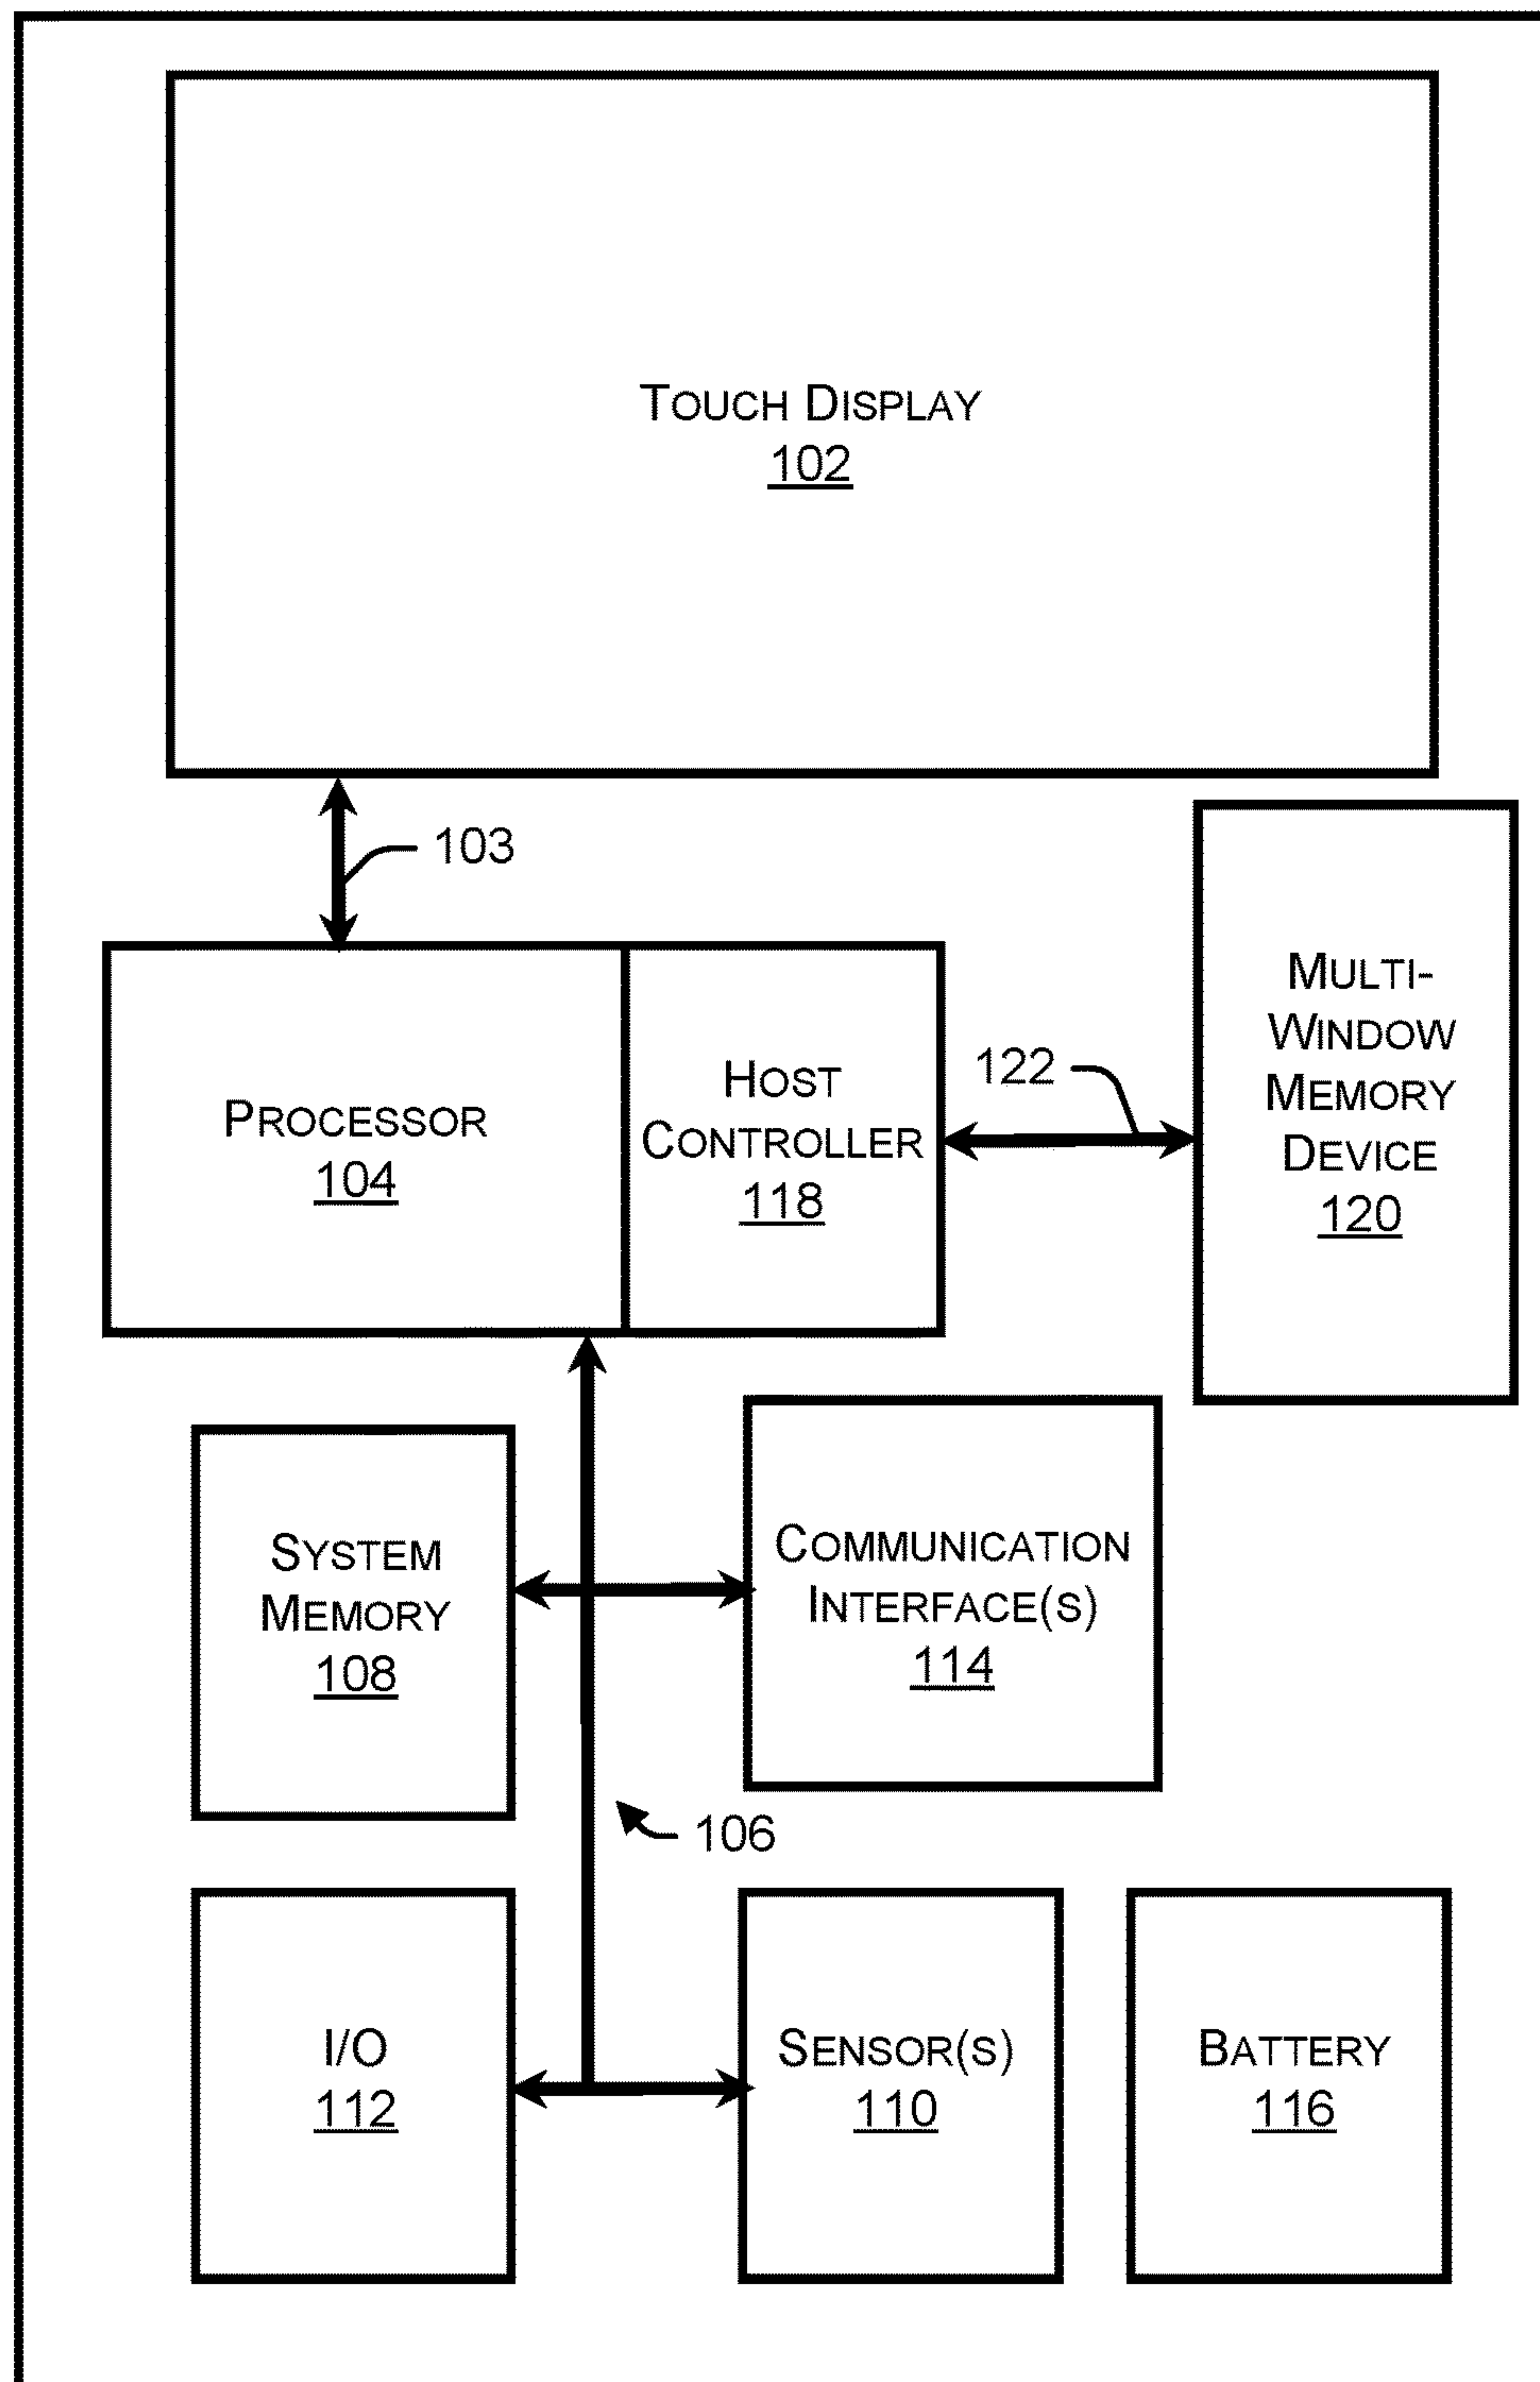 TOUCH DISPLAY
102
103
PROCESSOR
104
HOST
CONTROLLER
118
122
MULTI-
WINDOW
MEMORY
DEVICE
120
SYSTEM
MEMORY
108
COMMUNICATION
INTERFACE(S)
114
106
I/O
112
SENSOR(S)
110
BATTERY
116